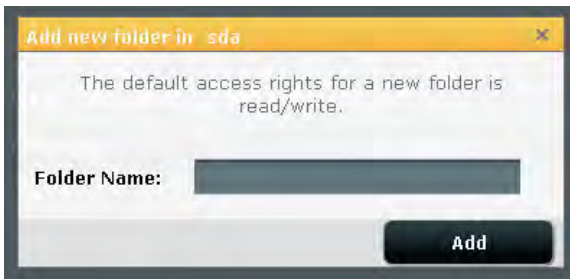 Add new folder in sda
The default access rights for a new folder is
read/write.
Folder Name:
Add